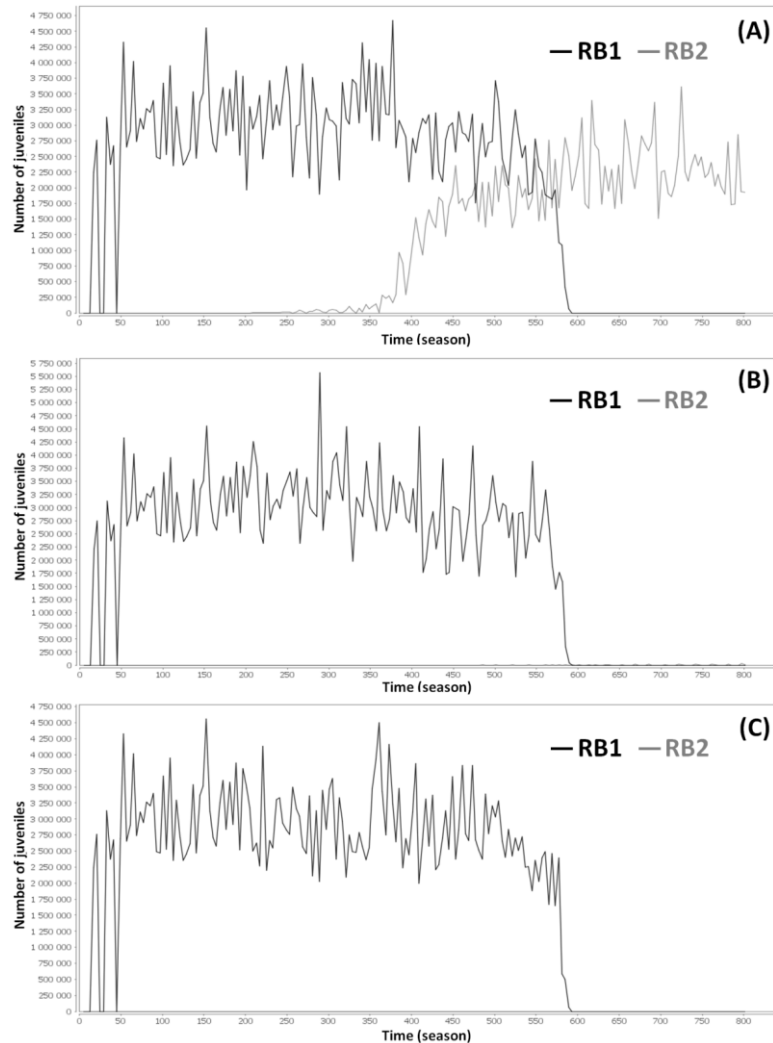 (A)
RB1 RB2
Number of juveniles
4 750 000
4 500 000
4 250 000
4 000 000
3 750 000
3 500 000
3 250 000
3 000 000
2 750 000
2 500 000
2 250 000
2 000 000
1 750 000
1 500 000
1 250 000
1 000 000
750 000
500 000
250 000
0
0 50 100 150 200 250 300 350 400 450 500 550 600 650 700 750 800
Time (season)
(B)
RB1 RB2
Number of juveniles
5 750 000
5 500 000
5 250 000
5 000 000
4 750 000
4 500 000
4 250 000
4 000 000
3 750 000
3 500 000
3 250 000
3 000 000
2 750 000
2 500 000
2 250 000
2 000 000
1 750 000
1 500 000
1 250 000
1 000 000
750 000
500 000
250 000
0
0 50 100 150 200 250 300 350 400 450 500 550 600 650 700 750 800
Time (season)
(C)
RB1 RB2
Number of juveniles
4 750 000
4 500 000
4 250 000
4 000 000
3 750 000
3 500 000
3 250 000
3 000 000
2 750 000
2 500 000
2 250 000
2 000 000
1 750 000
1 500 000
1 250 000
1 000 000
750 000
500 000
250 000
0
0 50 100 150 200 250 300 350 400 450 500 550 600 650 700 750 800
Time (season)